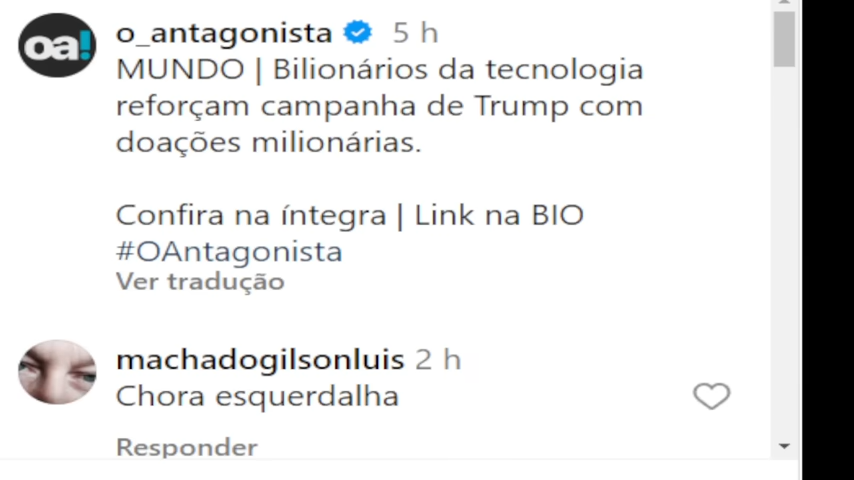 oa!
o_antagonista 5 h
MUNDO | Bilionários da tecnologia
reforçam campanha de Trump com
doações milionárias.
Confira na íntegra | Link na BIO
#OAntagonista
Ver tradução
machadogilsonluis 2 h
Chora esquerdalha
Responder